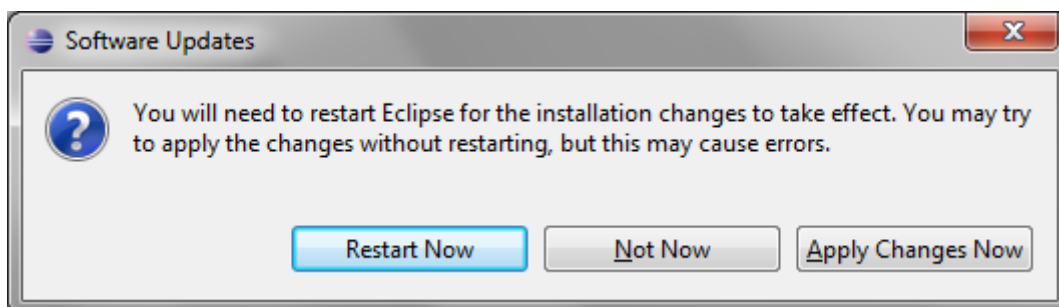 Software Updates
You will need to restart Eclipse for the installation changes to take effect. You may try
to apply the changes without restarting, but this may cause errors.
Restart Now Not Now Apply Changes Now